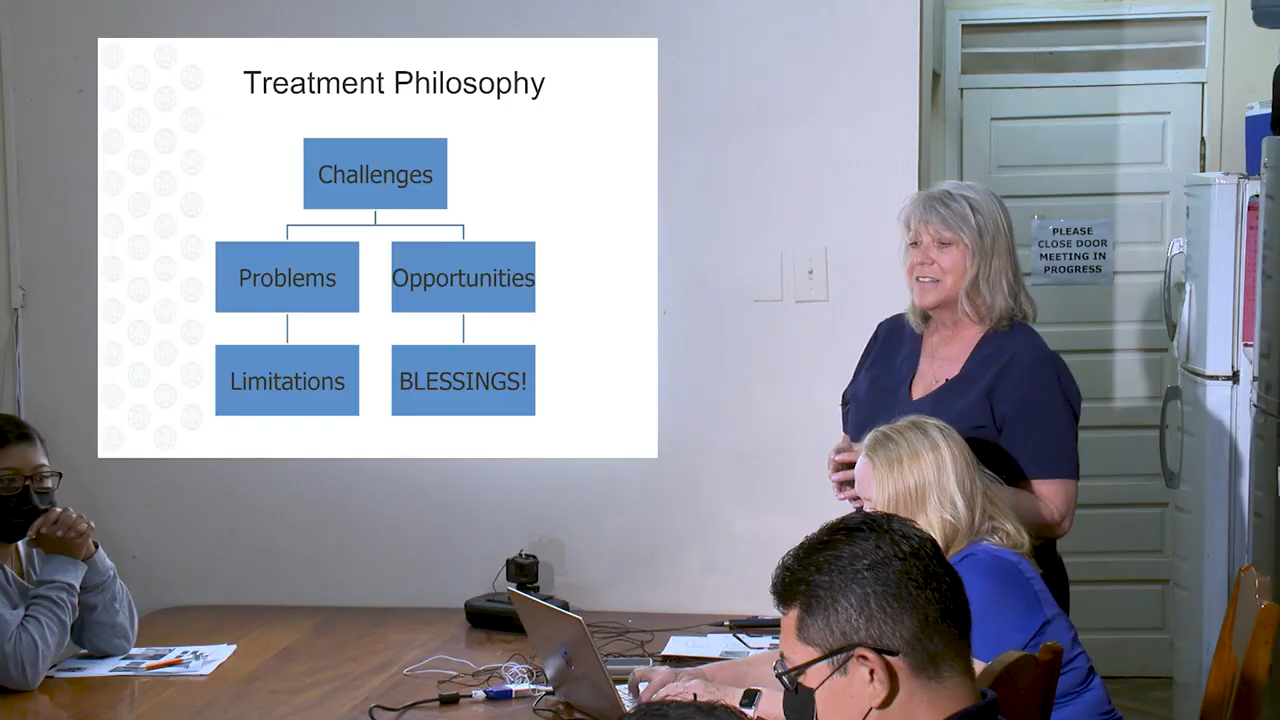 Treatment Philosophy
Challenges
Problems
Opportunities
Limitations
BLESSINGS!
PLEASE
CLOSE DOOR
MEETING IN
PROGRESS